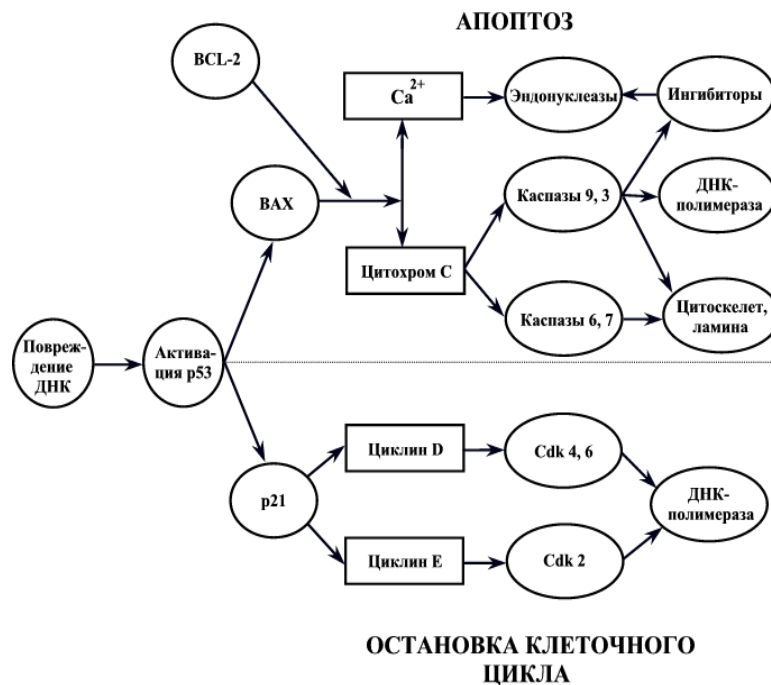 АПОПТОЗ
BCL-2
Ca2+
Эндонуклеазы
Ингибиторы
BAX
Каспазы 9, 3
ДНК-
полимераза
Цитохром С
Каспазы 6, 7
Цитоскелет,
ламина
Повреж-
дение
ДНК
Актива-
ция p53
p21
Циклин D
Cdk 4, 6
ДНК-
полимераза
Циклин E
Cdk 2
ОСТАНОВКА КЛЕТОЧНОГО
ЦИКЛА